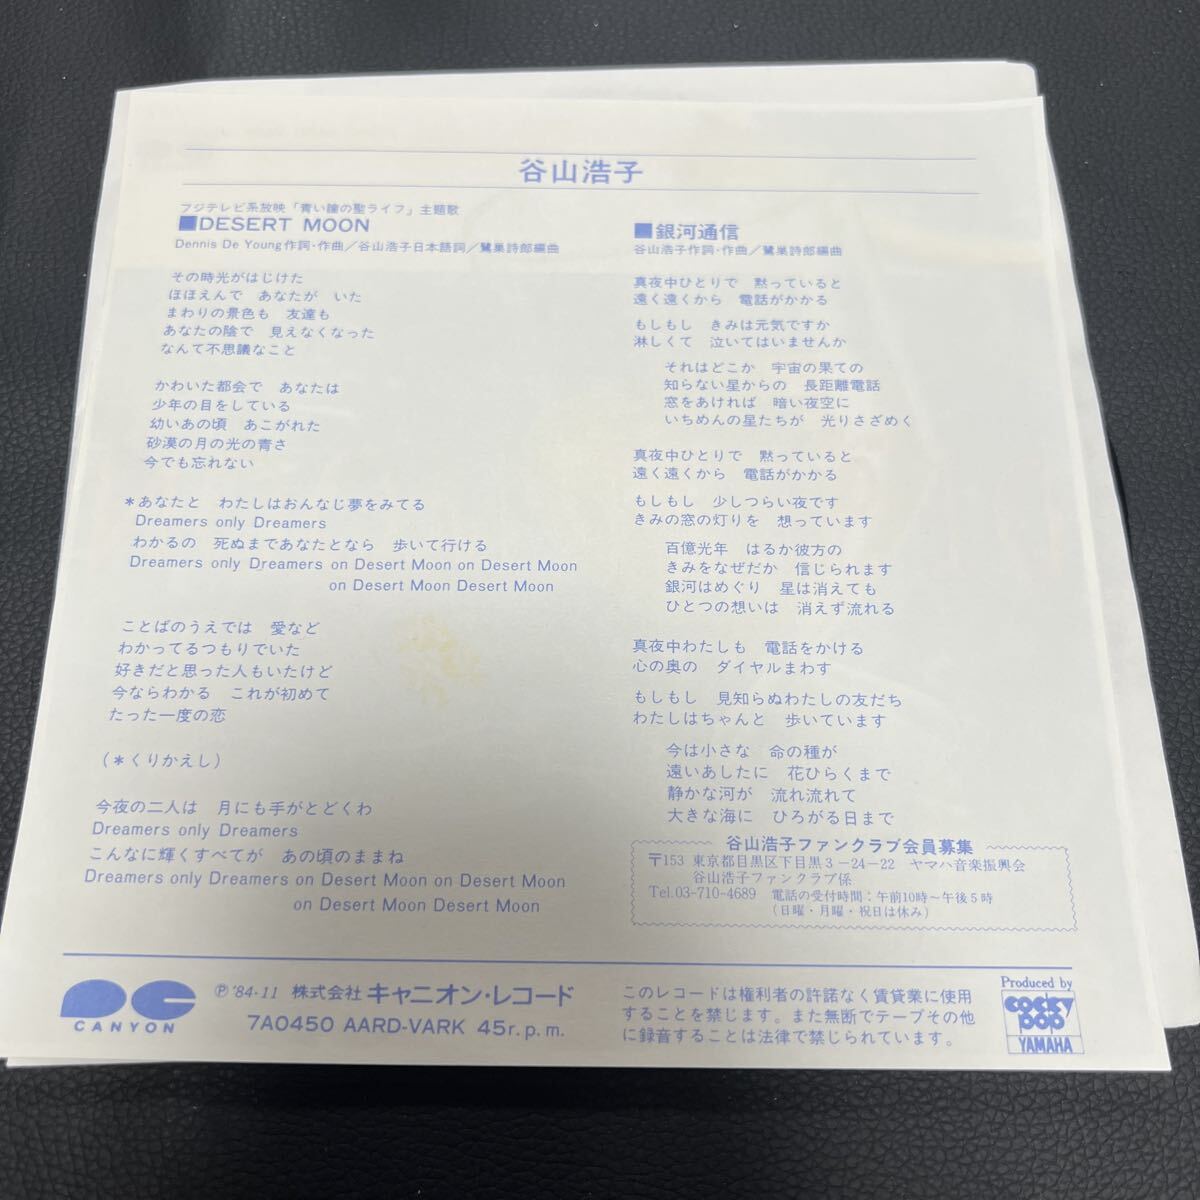 谷山浩子
フジテレビ系放映「青い瞳の聖ライフ」主題歌
■DESERT MOON
Dennis De Young作詞・作曲／谷山浩子日本語詞／鷺巣詩郎編曲
その時光がはじけた
ほほえんで　あなたが　いた
まわりの景色も　友達も
あなたの陰で　見えなくなった
なんて不思議なこと
かわいた都会で　あなたは
少年の目をしている
幼いあの頃　あこがれた
砂漠の月の光の青さ
今でも忘れない
＊あなたと　わたしはおんなじ夢をみてる
Dreamers only Dreamers
わかるの　死ぬまであなたとなら　歩いて行ける
Dreamers only Dreamers on Desert Moon on Desert Moon
on Desert Moon Desert Moon
ことばのうえでは　愛など
わかってるつもりでいた
好きだと思った人もいたけど
今ならわかる　これが初めて
たった一度の恋
（＊くりかえし）
今夜の二人は　月にも手がとどくわ
Dreamers only Dreamers
こんなに輝くすべてが　あの頃のままね
Dreamers only Dreamers on Desert Moon on Desert Moon
on Desert Moon Desert Moon
■銀河通信
谷山浩子作詞・作曲／鷺巣詩郎編曲
真夜中ひとりで　黙っていると
遠く遠くから　電話がかかる
もしもし　きみは元気ですか
淋しくて　泣いてはいませんか
それはどこか　宇宙の果ての
知らない星からの　長距離電話
窓をあければ　暗い夜空に
いちめんの星たちが　光りさざめく
真夜中ひとりで　黙っていると
遠く遠くから　電話がかかる
もしもし　少しつらい夜です
きみの窓の灯りを　想っています
百億光年　はるか彼方の
きみをなぜだか　信じられます
銀河はめぐり　星は消えても
ひとつの想いは　消えず流れる
真夜中わたしも　電話をかける
心の奥の　ダイヤルまわす
もしもし　見知らぬわたしの友だち
わたしはちゃんと　歩いています
今は小さな　命の種が
遠いあしたに　花ひらくまで
静かな河が　流れ流れて
大きな海に　ひろがる日まで
谷山浩子ファンクラブ会員募集
〒153 東京都目黒区下目黒3－24－22　ヤマハ音楽振興会
谷山浩子ファンクラブ係
Tel.03-710-4689　電話の受付時間：午前10時～午後5時
（日曜・月曜・祝日は休み）
CANYON
Ⓟ '84・11 株式会社 キャニオン・レコード
7A0450 AARD-VARK 45r.p.m.
このレコードは権利者の許諾なく賃貸業に使用
することを禁じます。また無断でテープその他
に録音することは法律で禁じられています。
Produced by
cocky
pop
YAMAHA